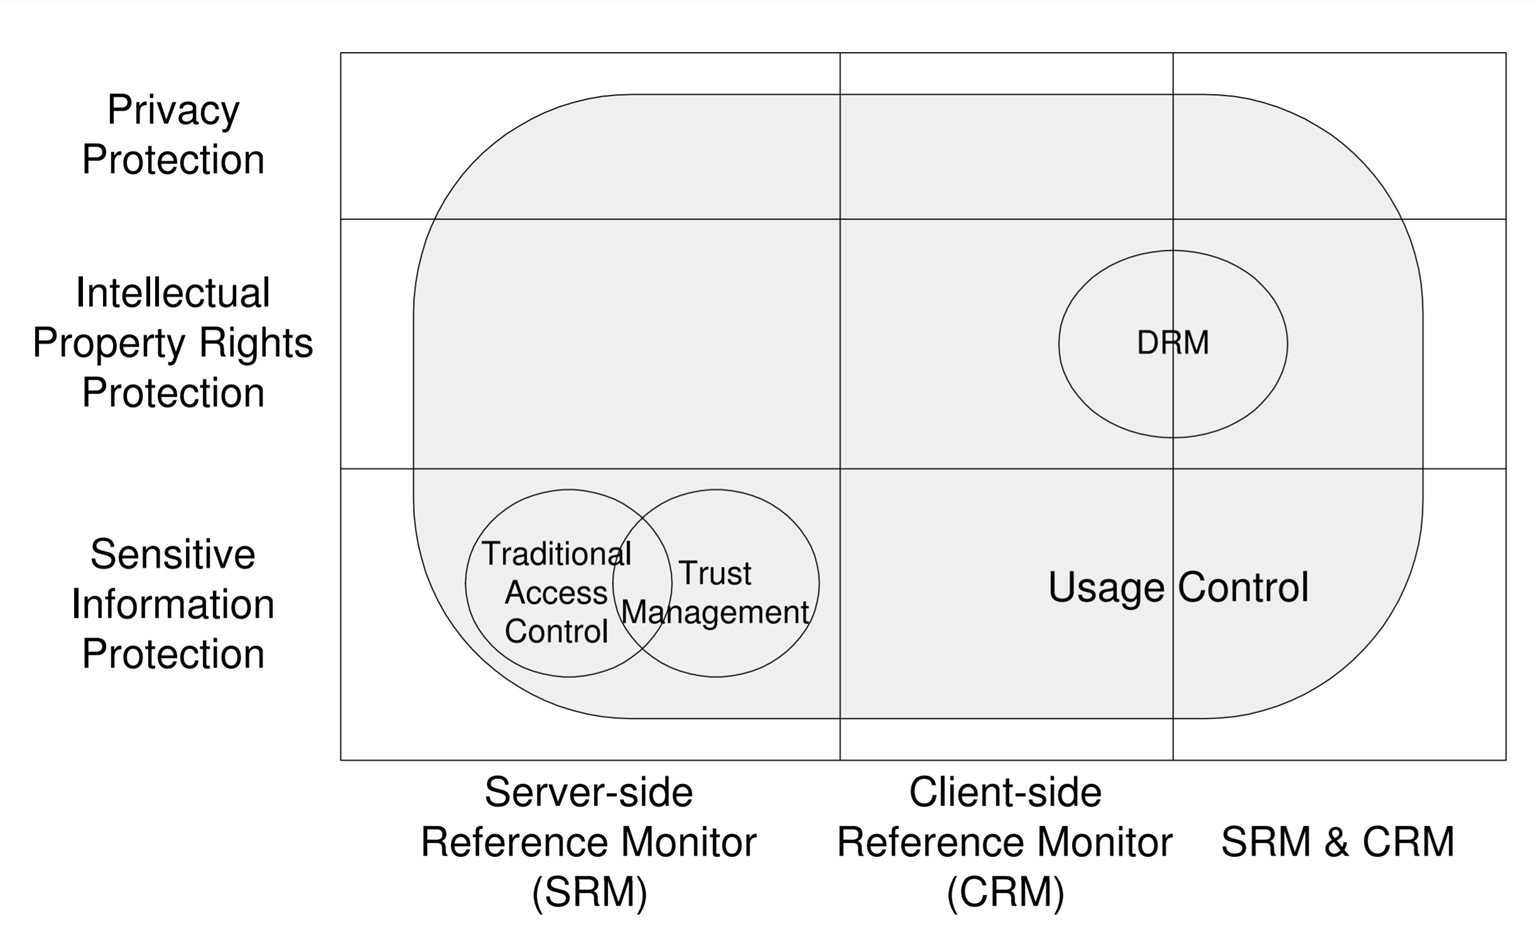 Privacy
Protection
Intellectual
Property Rights
Protection
DRM
Sensitive
Information
Protection
Traditional
Access
Control
Trust
Management
Usage Control
Server-side
Reference Monitor
(SRM)
Client-side
Reference Monitor
(CRM)
SRM & CRM